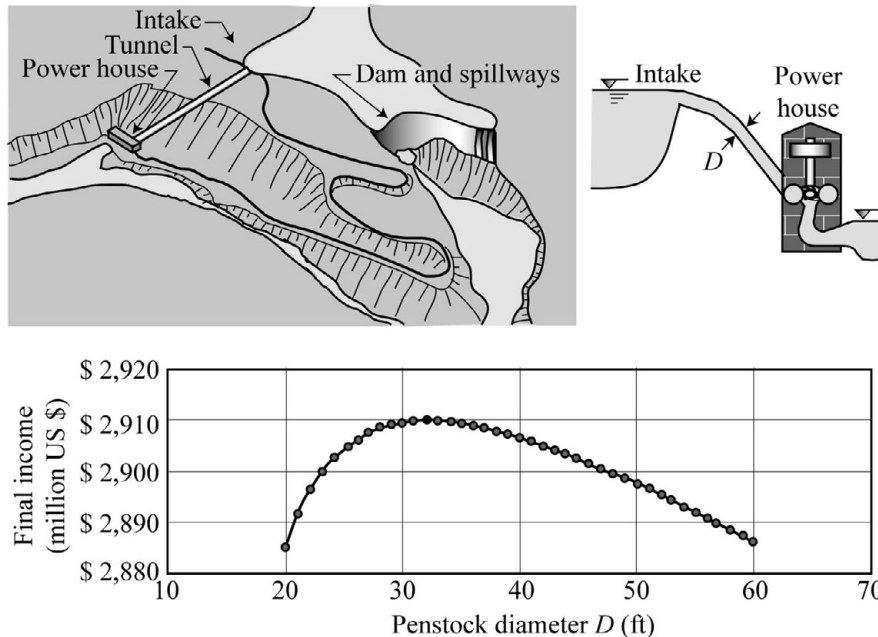 Intake
Tunnel
Power house
Dam and spillways
Intake
Power
house
D
Final income
(million US $)
$ 2,920
$ 2,910
$ 2,900
$ 2,890
$ 2,880
10
20
30
40
50
60
70
Penstock diameter D (ft)